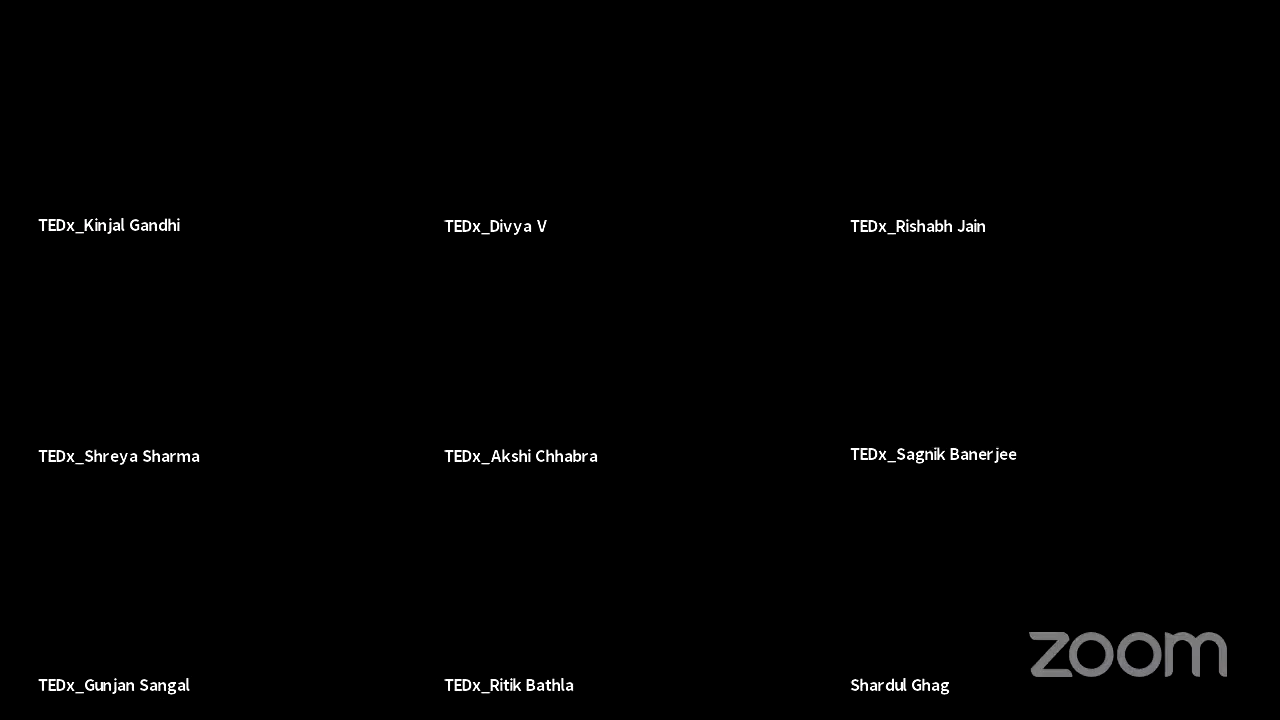 TEDx_Kinjal Gandhi
TEDx_Divya V
TEDx_Rishabh Jain
TEDx_Shreya Sharma
TEDx_Akshi Chhabra
TEDx_Sagnik Banerjee
TEDx_Gunjan Sangal
TEDx_Ritik Bathla
Shardul Ghag
zoom